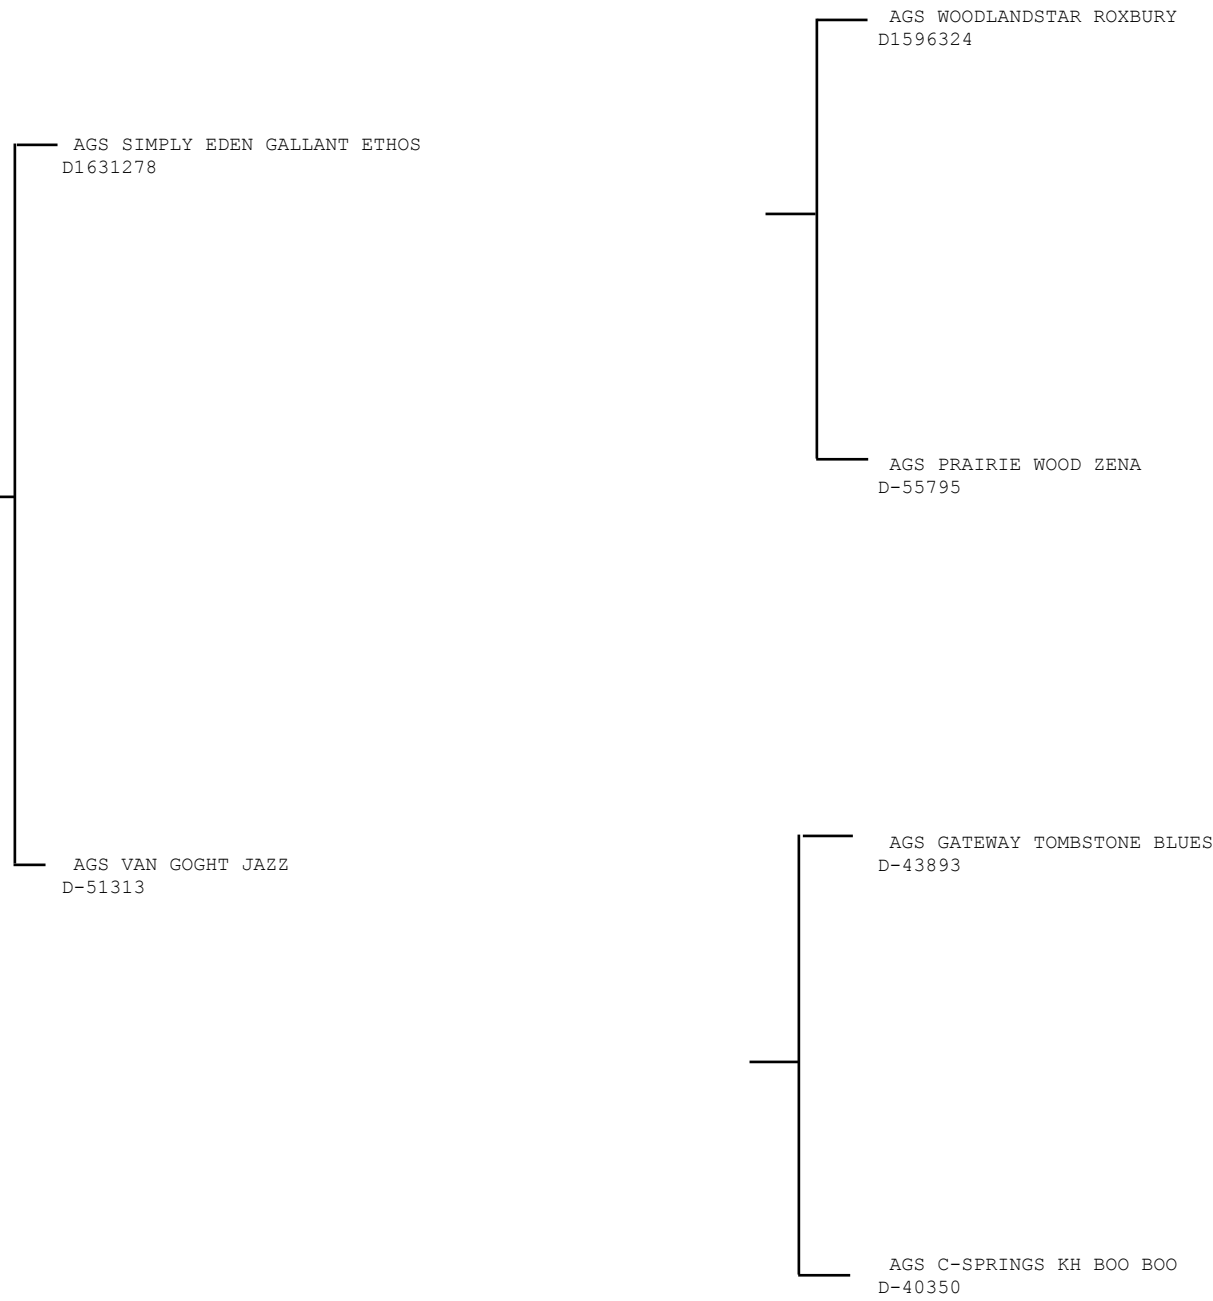 AGS WOODLANDSTAR ROXBURY
D1596324
AGS SIMPLY EDEN GALLANT ETHOS
D1631278
AGS PRAIRIE WOOD ZENA
D-55795
AGS GATEWAY TOMBSTONE BLUES
D-43893
AGS VAN GOGHT JAZZ
D-51313
AGS C-SPRINGS KH BOO BOO
D-40350